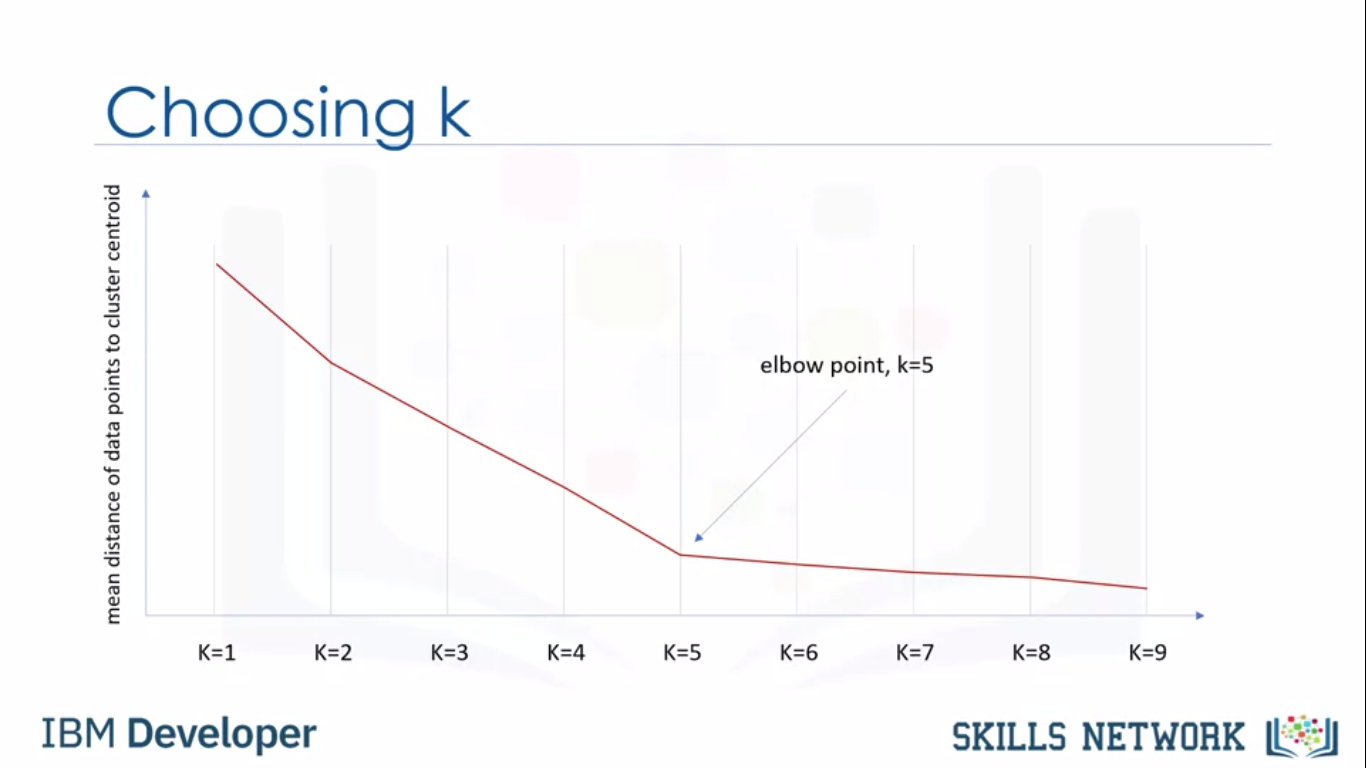 Choosing k
mean distance of data points to cluster centroid
elbow point, k=5
K=1 K=2 K=3 K=4 K=5 K=6 K=7 K=8 K=9
IBM Developer
SKILLS NETWORK